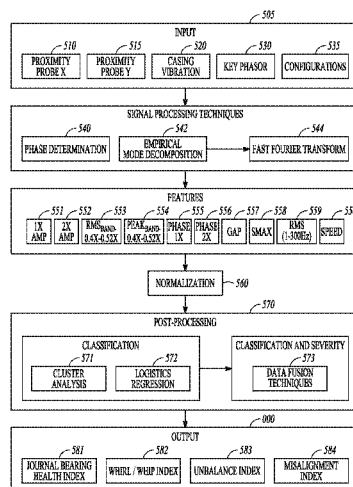 505
INPUT
510 515 520 530 535
PROXIMITY PROBE X
PROXIMITY PROBE Y
CASING VIBRATION
KEY PHASOR
CONFIGURATIONS
SIGNAL PROCESSING TECHNIQUES
540 542 544
PHASE DETERMINATION
EMPIRICAL MODE DECOMPOSITION
FAST FOURIER TRANSFORM
FEATURES
551 552 553 554 555 556 557 558 559
1X AMP
2X AMP
RMS BAND- 0.4X-0.52X
PEAK BAND- 0.4X-0.52X
PHASE 1X
PHASE 2X
GAP
SMAX
RMS (1-300Hz)
SPEED
NORMALIZATION
560
570
POST-PROCESSING
CLASSIFICATION
571 572
CLUSTER ANALYSIS
LOGISTICS REGRESSION
CLASSIFICATION AND SEVERITY
573
DATA FUSION TECHNIQUES
OUTPUT
581 582 583 584
JOURNAL BEARING HEALTH INDEX
WHIRL / WHIP INDEX
UNBALANCE INDEX
MISALIGNMENT INDEX